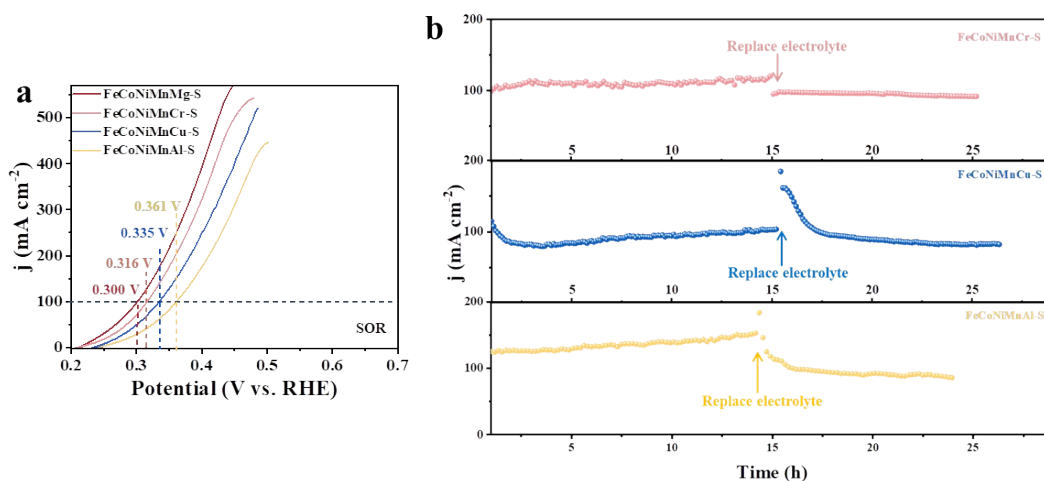 a
FeCoNiMnMg-S
FeCoNiMnCr-S
FeCoNiMnCu-S
FeCoNiMnAl-S
500
400
300
200
100
0
j (mA cm⁻²)
0.361 V
0.335 V
0.316 V
0.300 V
SOR
0.2
0.3
0.4
0.5
0.6
0.7
Potential (V vs. RHE)
b
200
100
Replace electrolyte
FeCoNiMnCr-S
5
10
15
20
25
200
100
FeCoNiMnCu-S
Replace electrolyte
j (mA cm⁻²)
5
10
15
20
25
200
100
FeCoNiMnAl-S
Replace electrolyte
5
10
15
20
25
Time (h)